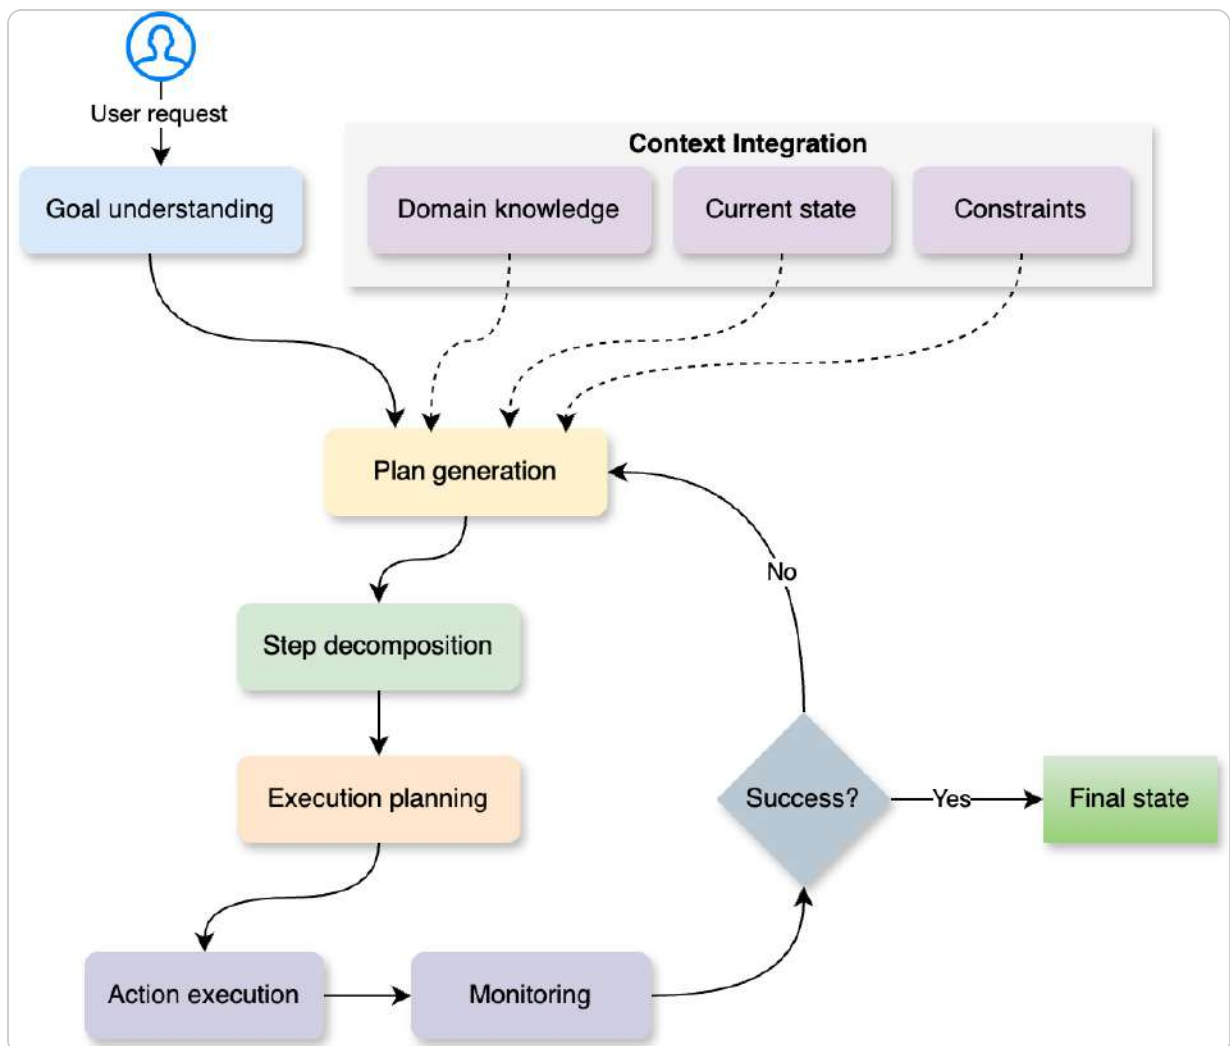 User request
Context Integration
Goal understanding
Domain knowledge
Current state
Constraints
Plan generation
No
Step decomposition
Execution planning
Success?
Yes
Final state
Action execution
Monitoring